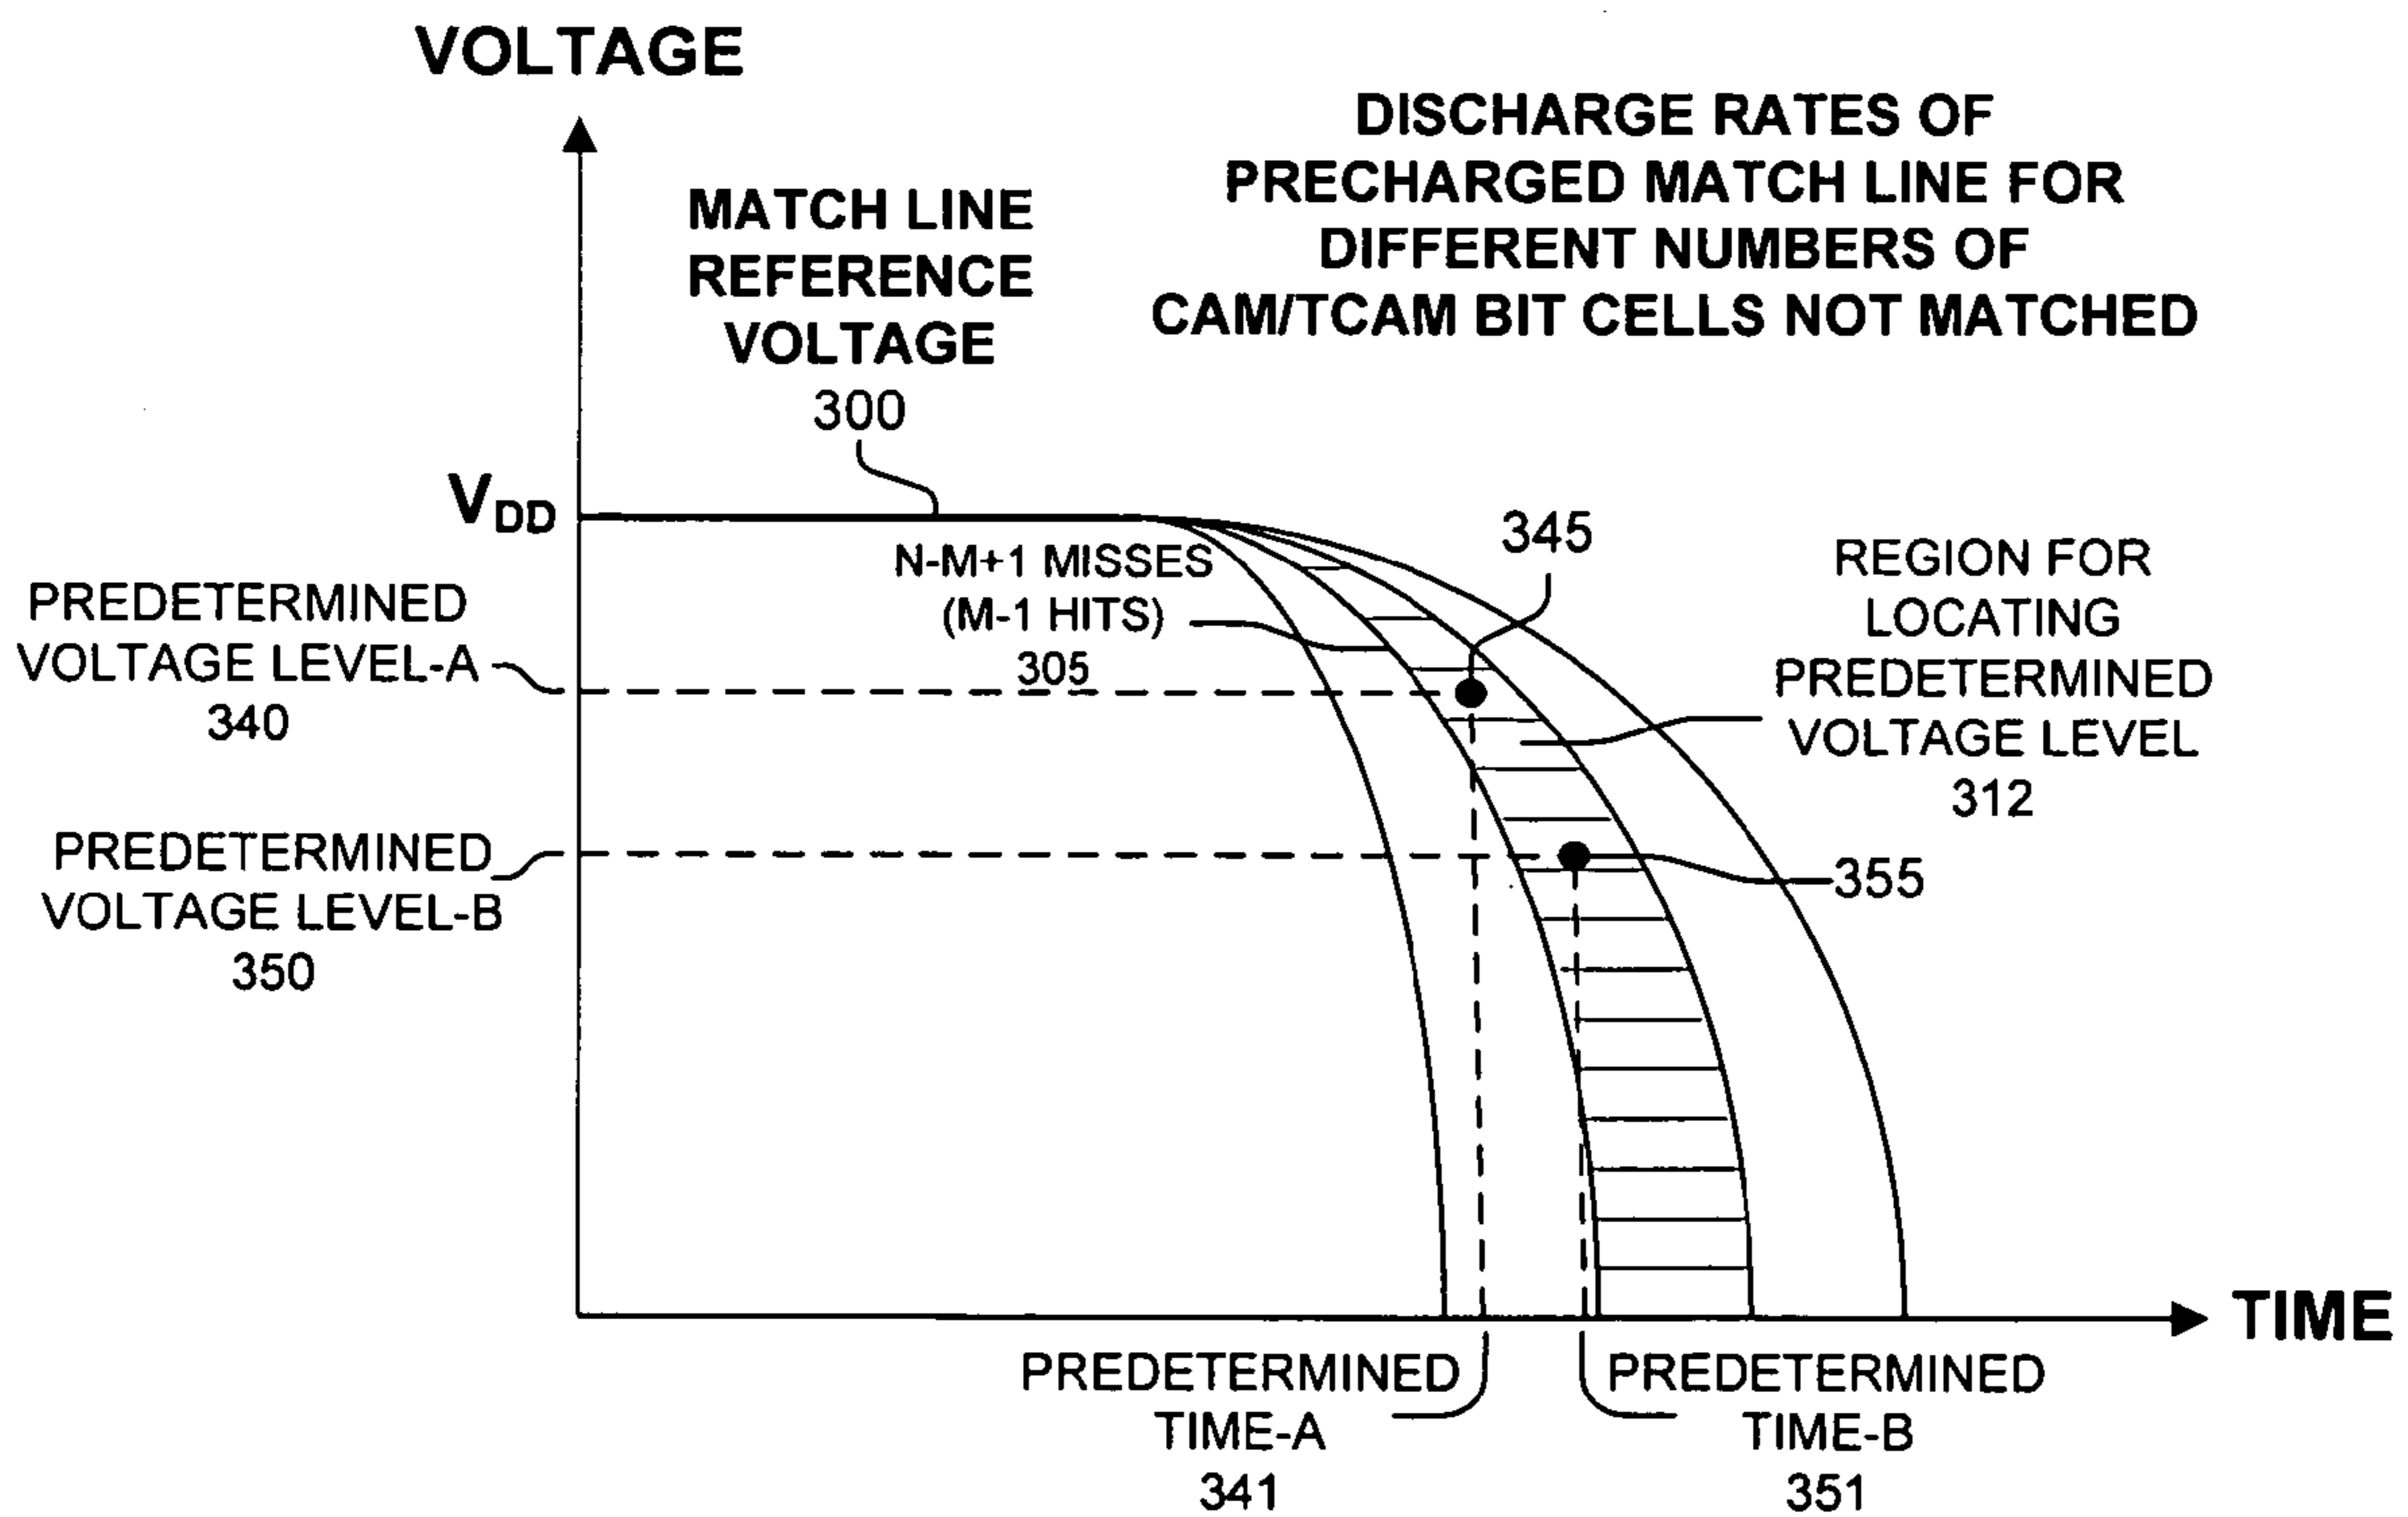 VOLTAGE
DISCHARGE RATES OF
PRECHARGED MATCH LINE FOR
DIFFERENT NUMBERS OF
CAM/TCAM BIT CELLS NOT MATCHED
MATCH LINE
REFERENCE
VOLTAGE
300
VDD
N-M+1 MISSES
(M-1 HITS)
305
345
REGION FOR
LOCATING
PREDETERMINED
VOLTAGE LEVEL
312
PREDETERMINED
VOLTAGE LEVEL-A
340
PREDETERMINED
VOLTAGE LEVEL-B
350
355
TIME
PREDETERMINED
TIME-A
341
PREDETERMINED
TIME-B
351